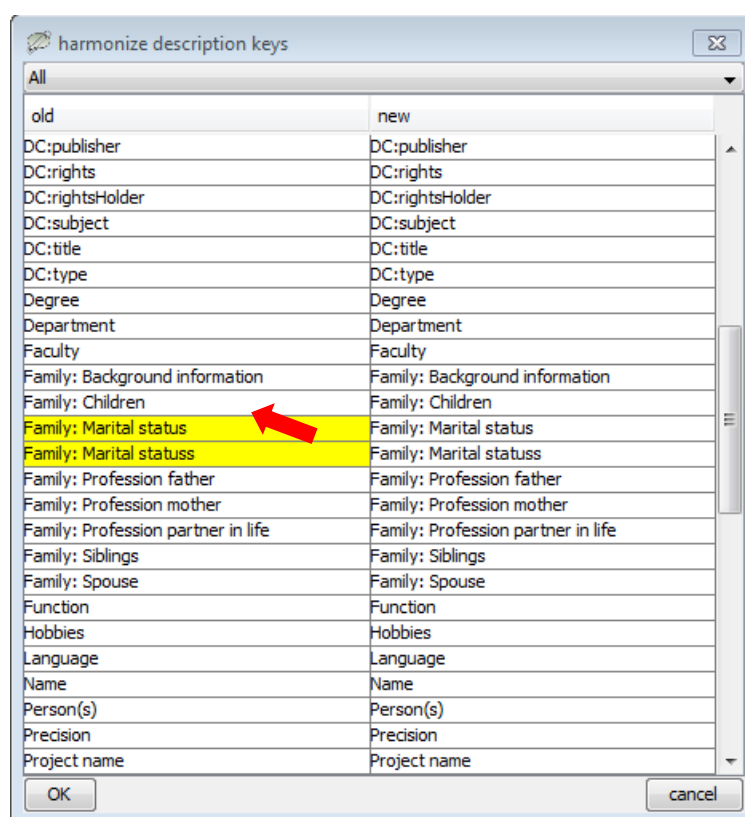 harmonize description keys
All
old new
DC:publisher DC:publisher
DC:rights DC:rights
DC:rightsHolder DC:rightsHolder
DC:subject DC:subject
DC:title DC:title
DC:type DC:type
Degree Degree
Department Department
Faculty Faculty
Family: Background information Family: Background information
Family: Children Family: Children
Family: Marital status Family: Marital status
Family: Marital statuss Family: Marital statuss
Family: Profession father Family: Profession father
Family: Profession mother Family: Profession mother
Family: Profession partner in life Family: Profession partner in life
Family: Siblings Family: Siblings
Family: Spouse Family: Spouse
Function Function
Hobbies Hobbies
Language Language
Name Name
Person(s) Person(s)
Precision Precision
Project name Project name
OK cancel